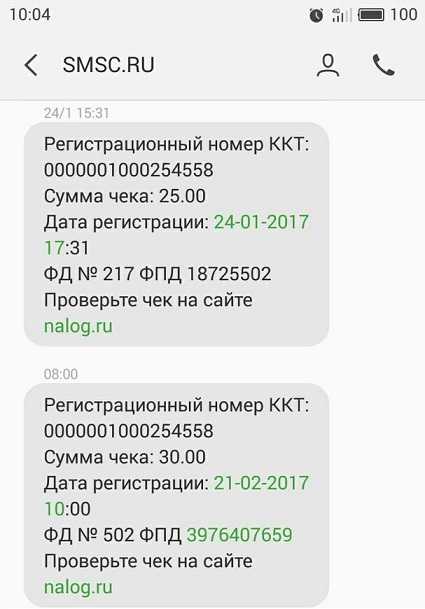 10:04
4G
100
SMSC.RU
24/1 15:31
Регистрационный номер ККТ:
0000001000254558
Сумма чека: 25.00
Дата регистрации: 24-01-2017
17:31
ФД № 217 ФПД 18725502
Проверьте чек на сайте
nalog.ru
08:00
Регистрационный номер ККТ:
0000001000254558
Сумма чека: 30.00
Дата регистрации: 21-02-2017
10:00
ФД № 502 ФПД 3976407659
Проверьте чек на сайте
nalog.ru